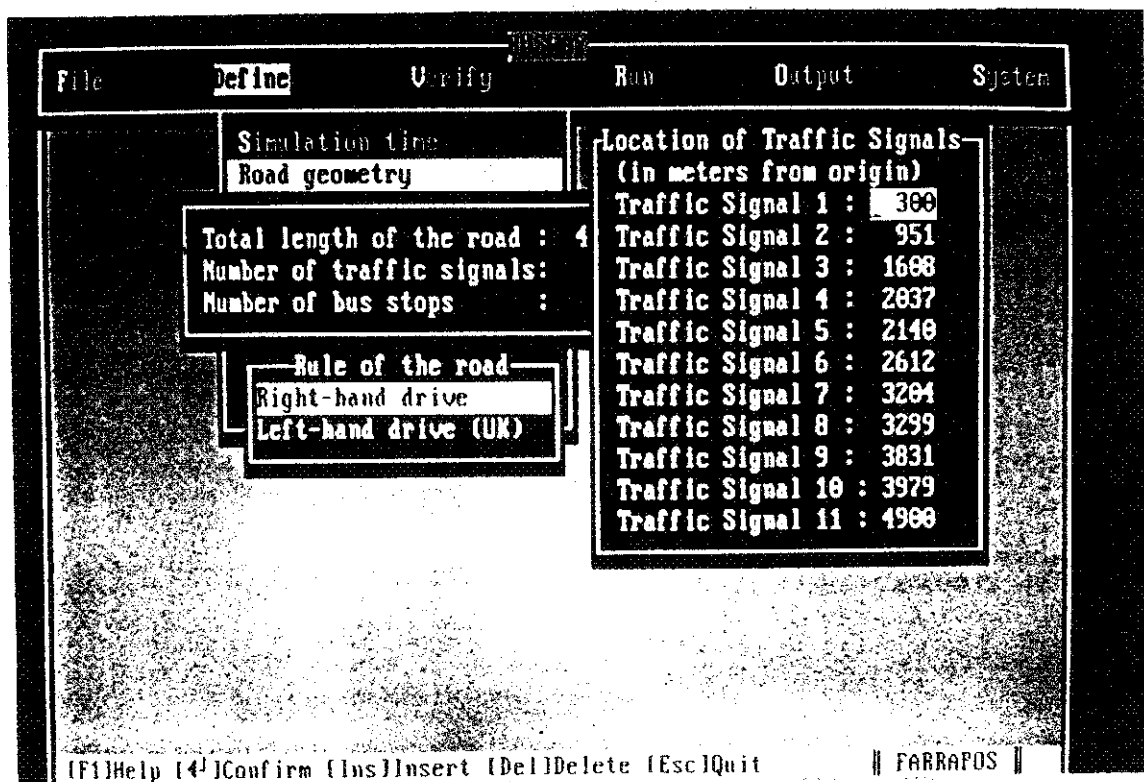 File Define Verify Run Output System
Simulation time
Road geometry
Total length of the road : 4
Number of traffic signals:
Number of bus stops :
Rule of the road
Right-hand drive
Left-hand drive (UK)
Location of Traffic Signals
(in meters from origin)
Traffic Signal 1 : 300
Traffic Signal 2 : 951
Traffic Signal 3 : 1608
Traffic Signal 4 : 2037
Traffic Signal 5 : 2140
Traffic Signal 6 : 2612
Traffic Signal 7 : 3204
Traffic Signal 8 : 3299
Traffic Signal 9 : 3831
Traffic Signal 10 : 3979
Traffic Signal 11 : 4900
[F1]Help [↵]Confirm [Ins]Insert [Del]Delete [Esc]Quit FARRAPOS